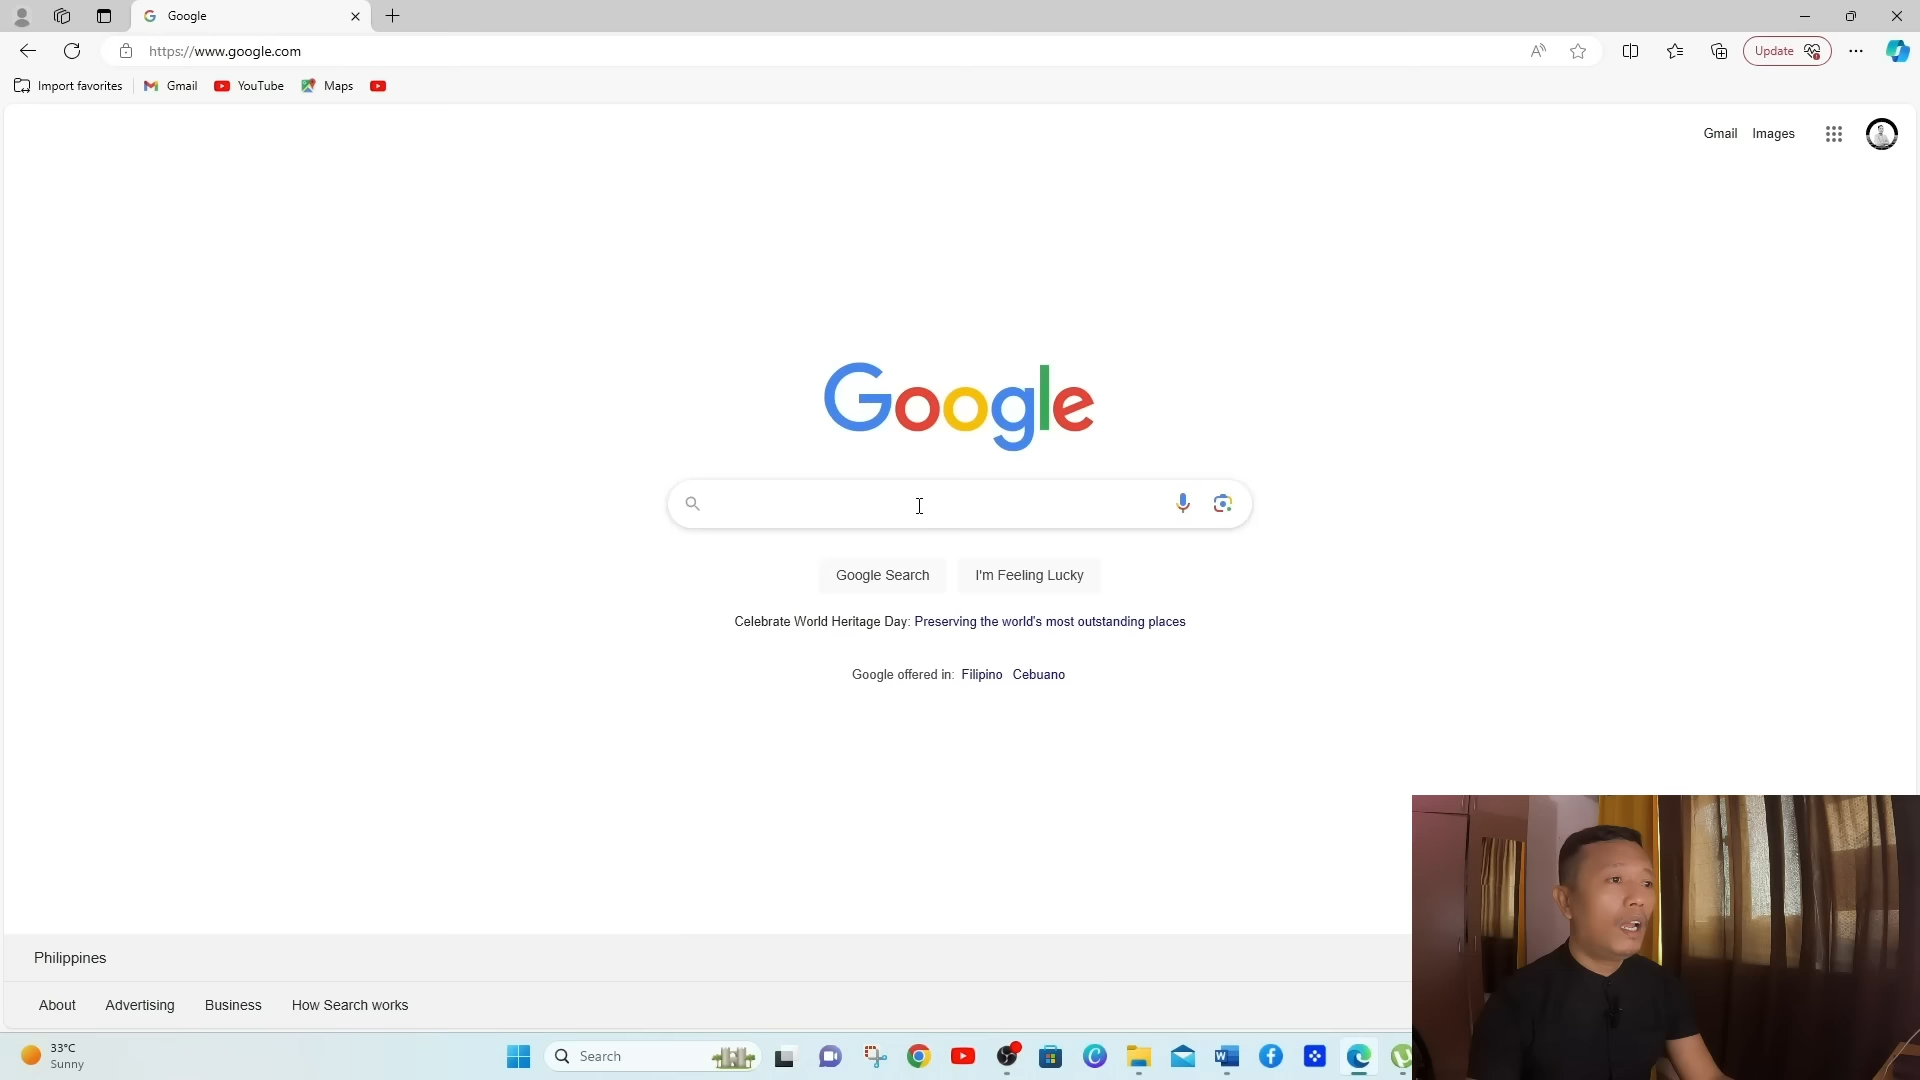 Google
https://www.google.com
Update
Import favorites
Gmail
YouTube
Maps
Gmail
Images
Google
Google Search
I'm Feeling Lucky
Celebrate World Heritage Day: Preserving the world's most outstanding places
Google offered in: Filipino Cebuano
Philippines
About
Advertising
Business
How Search works
33°C
Sunny
Search